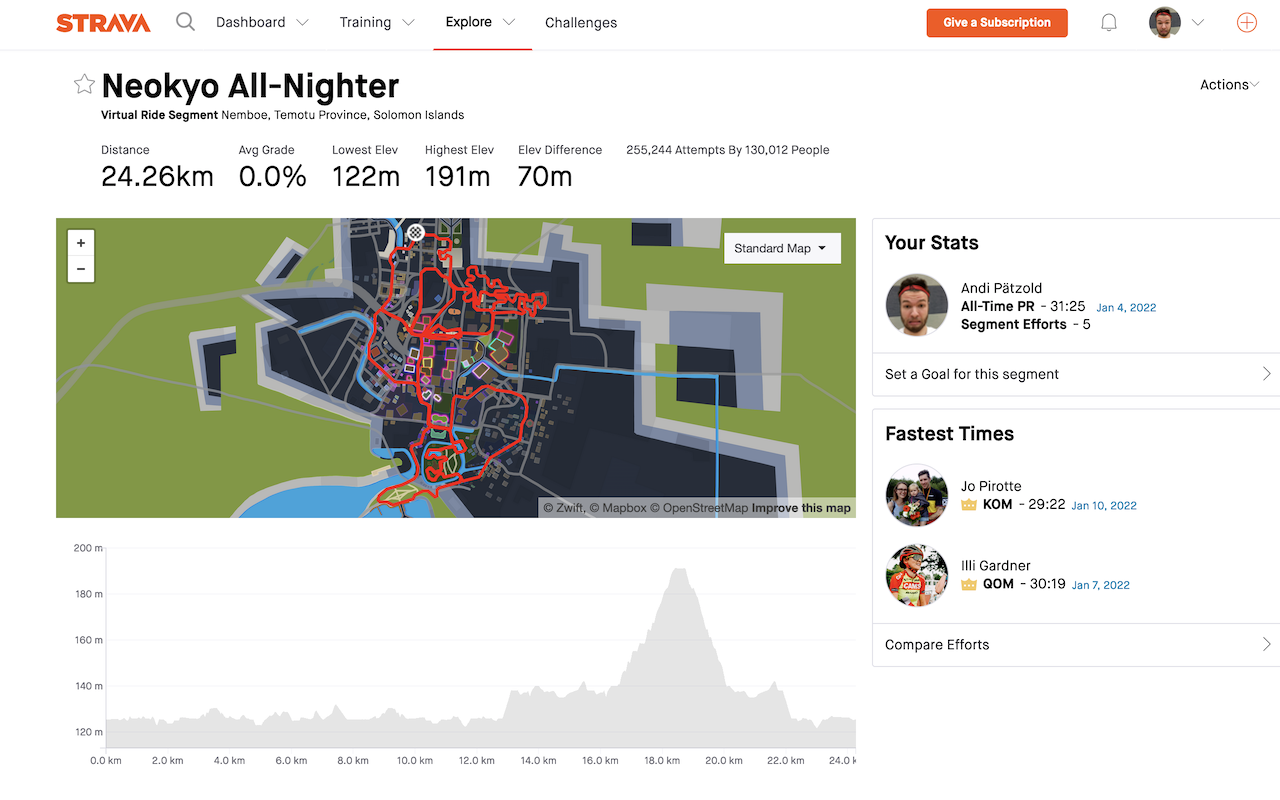 STRAVA Dashboard Training Explore Challenges Give a Subscription
Neokyo All-Nighter
Actions
Virtual Ride Segment Nemboe, Temotu Province, Solomon Islands
Distance Avg Grade Lowest Elev Highest Elev Elev Difference 255,244 Attempts By 130,012 People
24.26km 0.0% 122m 191m 70m
+
−
Standard Map
© Zwift, © Mapbox © OpenStreetMap Improve this map
200 m
180 m
160 m
140 m
120 m
0.0 km 2.0 km 4.0 km 6.0 km 8.0 km 10.0 km 12.0 km 14.0 km 16.0 km 18.0 km 20.0 km 22.0 km 24.0 k
Your Stats
Andi Pätzold
All-Time PR - 31:25 Jan 4, 2022
Segment Efforts - 5
Set a Goal for this segment
Fastest Times
Jo Pirotte
KOM - 29:22 Jan 10, 2022
Illi Gardner
QOM - 30:19 Jan 7, 2022
Compare Efforts